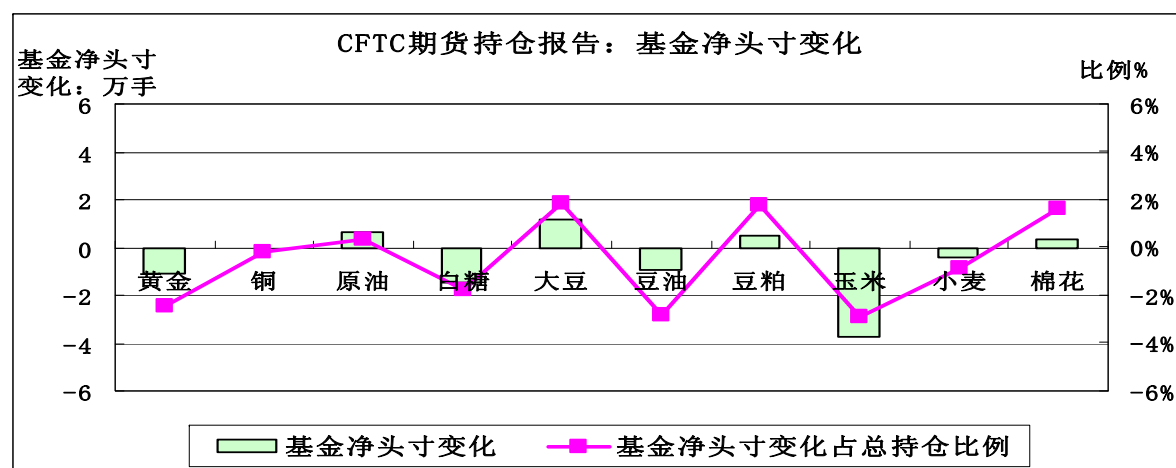 CFTC期货持仓报告：基金净头寸变化
基金净头寸
变化：万手
比例%
6
4
2
0
-2
-4
-6
6%
4%
2%
0%
-2%
-4%
-6%
黄金 铜 原油 白糖 大豆 豆油 豆粕 玉米 小麦 棉花
基金净头寸变化 基金净头寸变化占总持仓比例